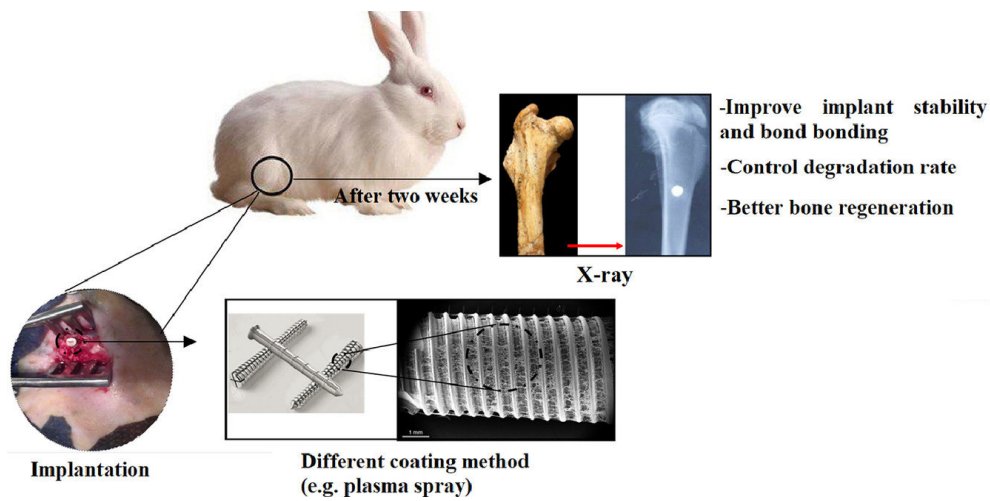 -Improve implant stability
and bond bonding
-Control degradation rate
-Better bone regeneration
After two weeks
X-ray
1 mm
Implantation
Different coating method
(e.g. plasma spray)